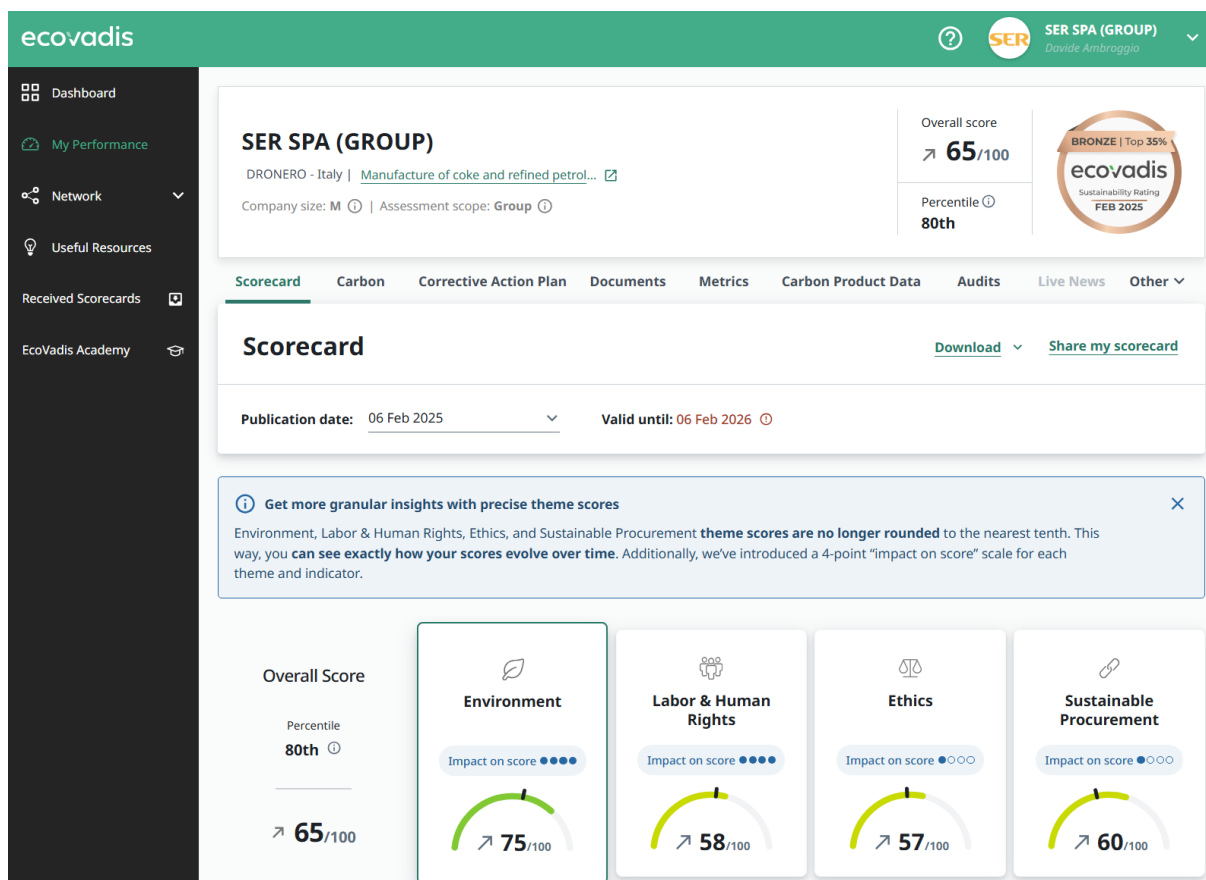 ecovadis
SER
SER SPA (GROUP)
Davide Ambroggio
Dashboard
My Performance
Network
Useful Resources
Received Scorecards
EcoVadis Academy
SER SPA (GROUP)
DRONERO - Italy | Manufacture of coke and refined petrol...
Company size: M | Assessment scope: Group
Overall score
65/100
Percentile
80th
BRONZE | Top 35%
ecovadis
Sustainability Rating
FEB 2025
Scorecard Carbon Corrective Action Plan Documents Metrics Carbon Product Data Audits Live News Other
Scorecard
Download Share my scorecard
Publication date: 06 Feb 2025 Valid until: 06 Feb 2026
Get more granular insights with precise theme scores
Environment, Labor & Human Rights, Ethics, and Sustainable Procurement theme scores are no longer rounded to the nearest tenth. This
way, you can see exactly how your scores evolve over time. Additionally, we've introduced a 4-point “impact on score” scale for each
theme and indicator.
Overall Score
Percentile
80th
65/100
Environment
Impact on score
75/100
Labor & Human
Rights
Impact on score
58/100
Ethics
Impact on score
57/100
Sustainable
Procurement
Impact on score
60/100